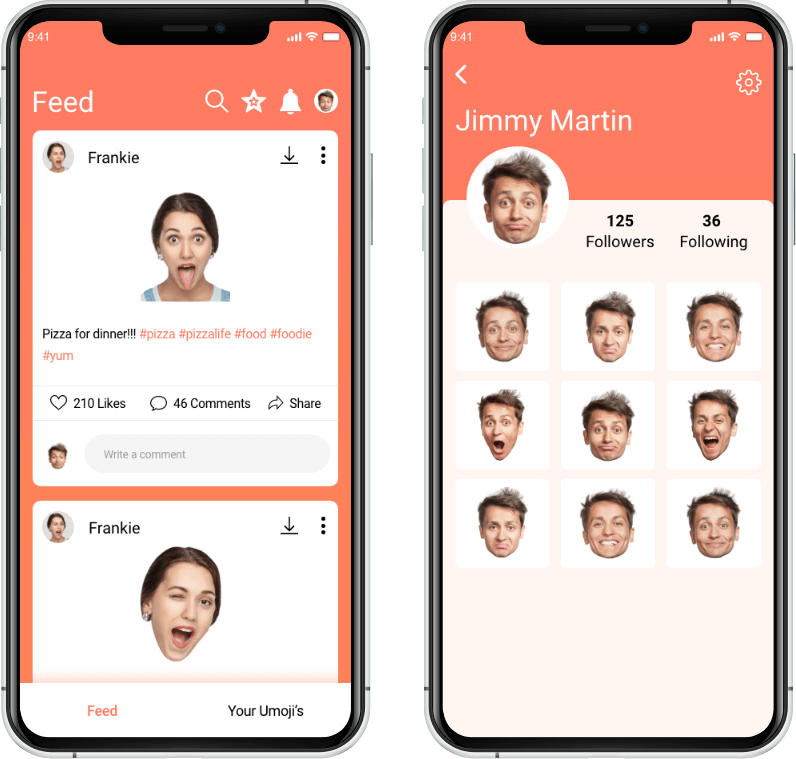 9:41
Feed
Frankie
Pizza for dinner!!! #pizza #pizzalife #food #foodie
#yum
210 Likes
46 Comments
Share
Write a comment
Frankie
Feed
Your Umoji's
9:41
Jimmy Martin
125
Followers
36
Following